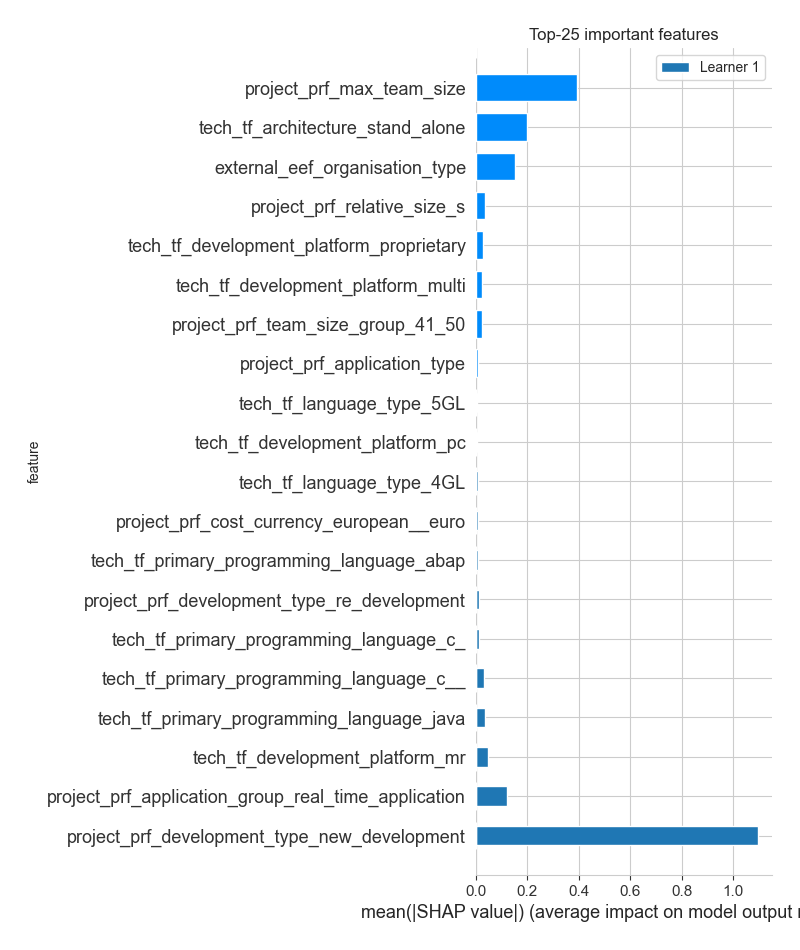 Top-25 important features
Learner 1
project_prf_max_team_size
tech_tf_architecture_stand_alone
external_eef_organisation_type
project_prf_relative_size_s
tech_tf_development_platform_proprietary
tech_tf_development_platform_multi
project_prf_team_size_group_41_50
project_prf_application_type
tech_tf_language_type_5GL
tech_tf_development_platform_pc
tech_tf_language_type_4GL
project_prf_cost_currency_european__euro
tech_tf_primary_programming_language_abap
project_prf_development_type_re_development
tech_tf_primary_programming_language_c_
tech_tf_primary_programming_language_c__
tech_tf_primary_programming_language_java
tech_tf_development_platform_mr
project_prf_application_group_real_time_application
project_prf_development_type_new_development
feature
0.0 0.2 0.4 0.6 0.8 1.0
mean(|SHAP value|) (average impact on model output